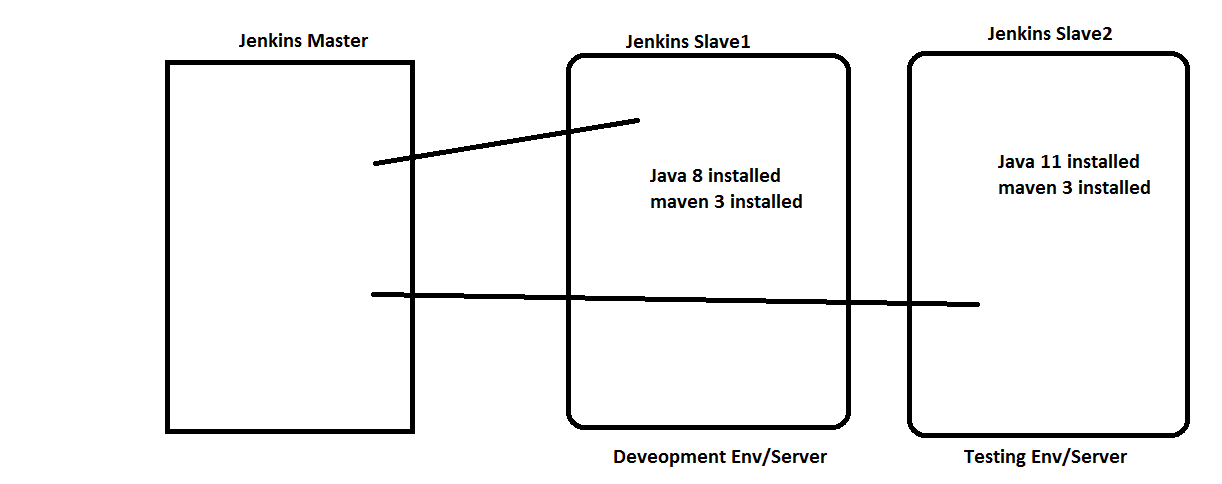 Jenkins Master
Jenkins Slave1
Jenkins Slave2
Java 8 installed
maven 3 installed
Java 11 installed
maven 3 installed
Deveopment Env/Server
Testing Env/Server